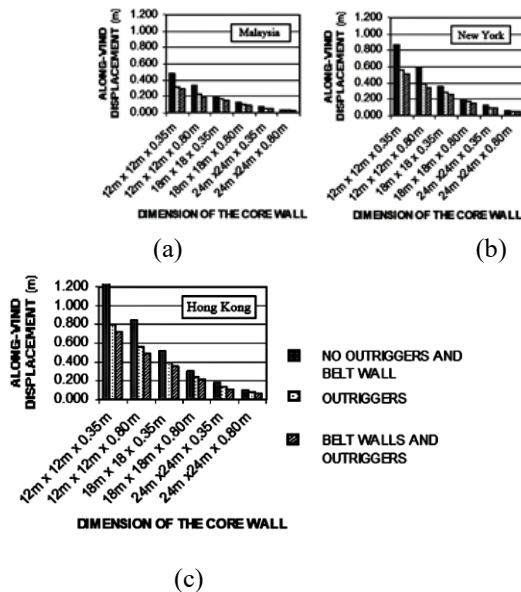 ALONG-VIND
DISPLACEMENT (m)
1.200
1.000
0.800
0.600
0.400
0.200
0.000
Malaysia
12m x 12m x 0.35m
12m x 12m x 0.80m
18m x 18 x 0.35m
18m x 18m x 0.80m
24m x24m x 0.35m
24m x24m x 0.80m
DIMENSION OF THE CORE WALL
(a)
ALONG-VIND
DISPLACEMENT (m)
1.200
1.000
0.800
0.600
0.400
0.200
0.000
New York
12m x 12m x 0.35m
12m x 12m x 0.80m
18m x 18 x 0.35m
18m x 18m x 0.80m
24m x24m x 0.35m
24m x24m x 0.80m
DIMENSION OF THE CORE WALL
(b)
ALONG-VIND
DISPLACEMENT (m)
1.200
1.000
0.800
0.600
0.400
0.200
0.000
Hong Kong
12m x 12m x 0.35m
12m x 12m x 0.80m
18m x 18 x 0.35m
18m x 18m x 0.80m
24m x24m x 0.35m
24m x24m x 0.80m
DIMENSION OF THE CORE WALL
NO OUTRIGGERS AND
BELT WALL
OUTRIGGERS
BELT WALLS AND
OUTRIGGERS
(c)